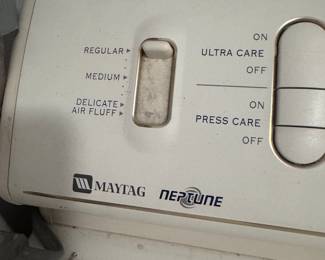 REGULAR
MEDIUM
DELICATE
AIR FLUFF
ON
ULTRA CARE
OFF
ON
PRESS CARE
OFF
MAYTAG
NEPTUNE